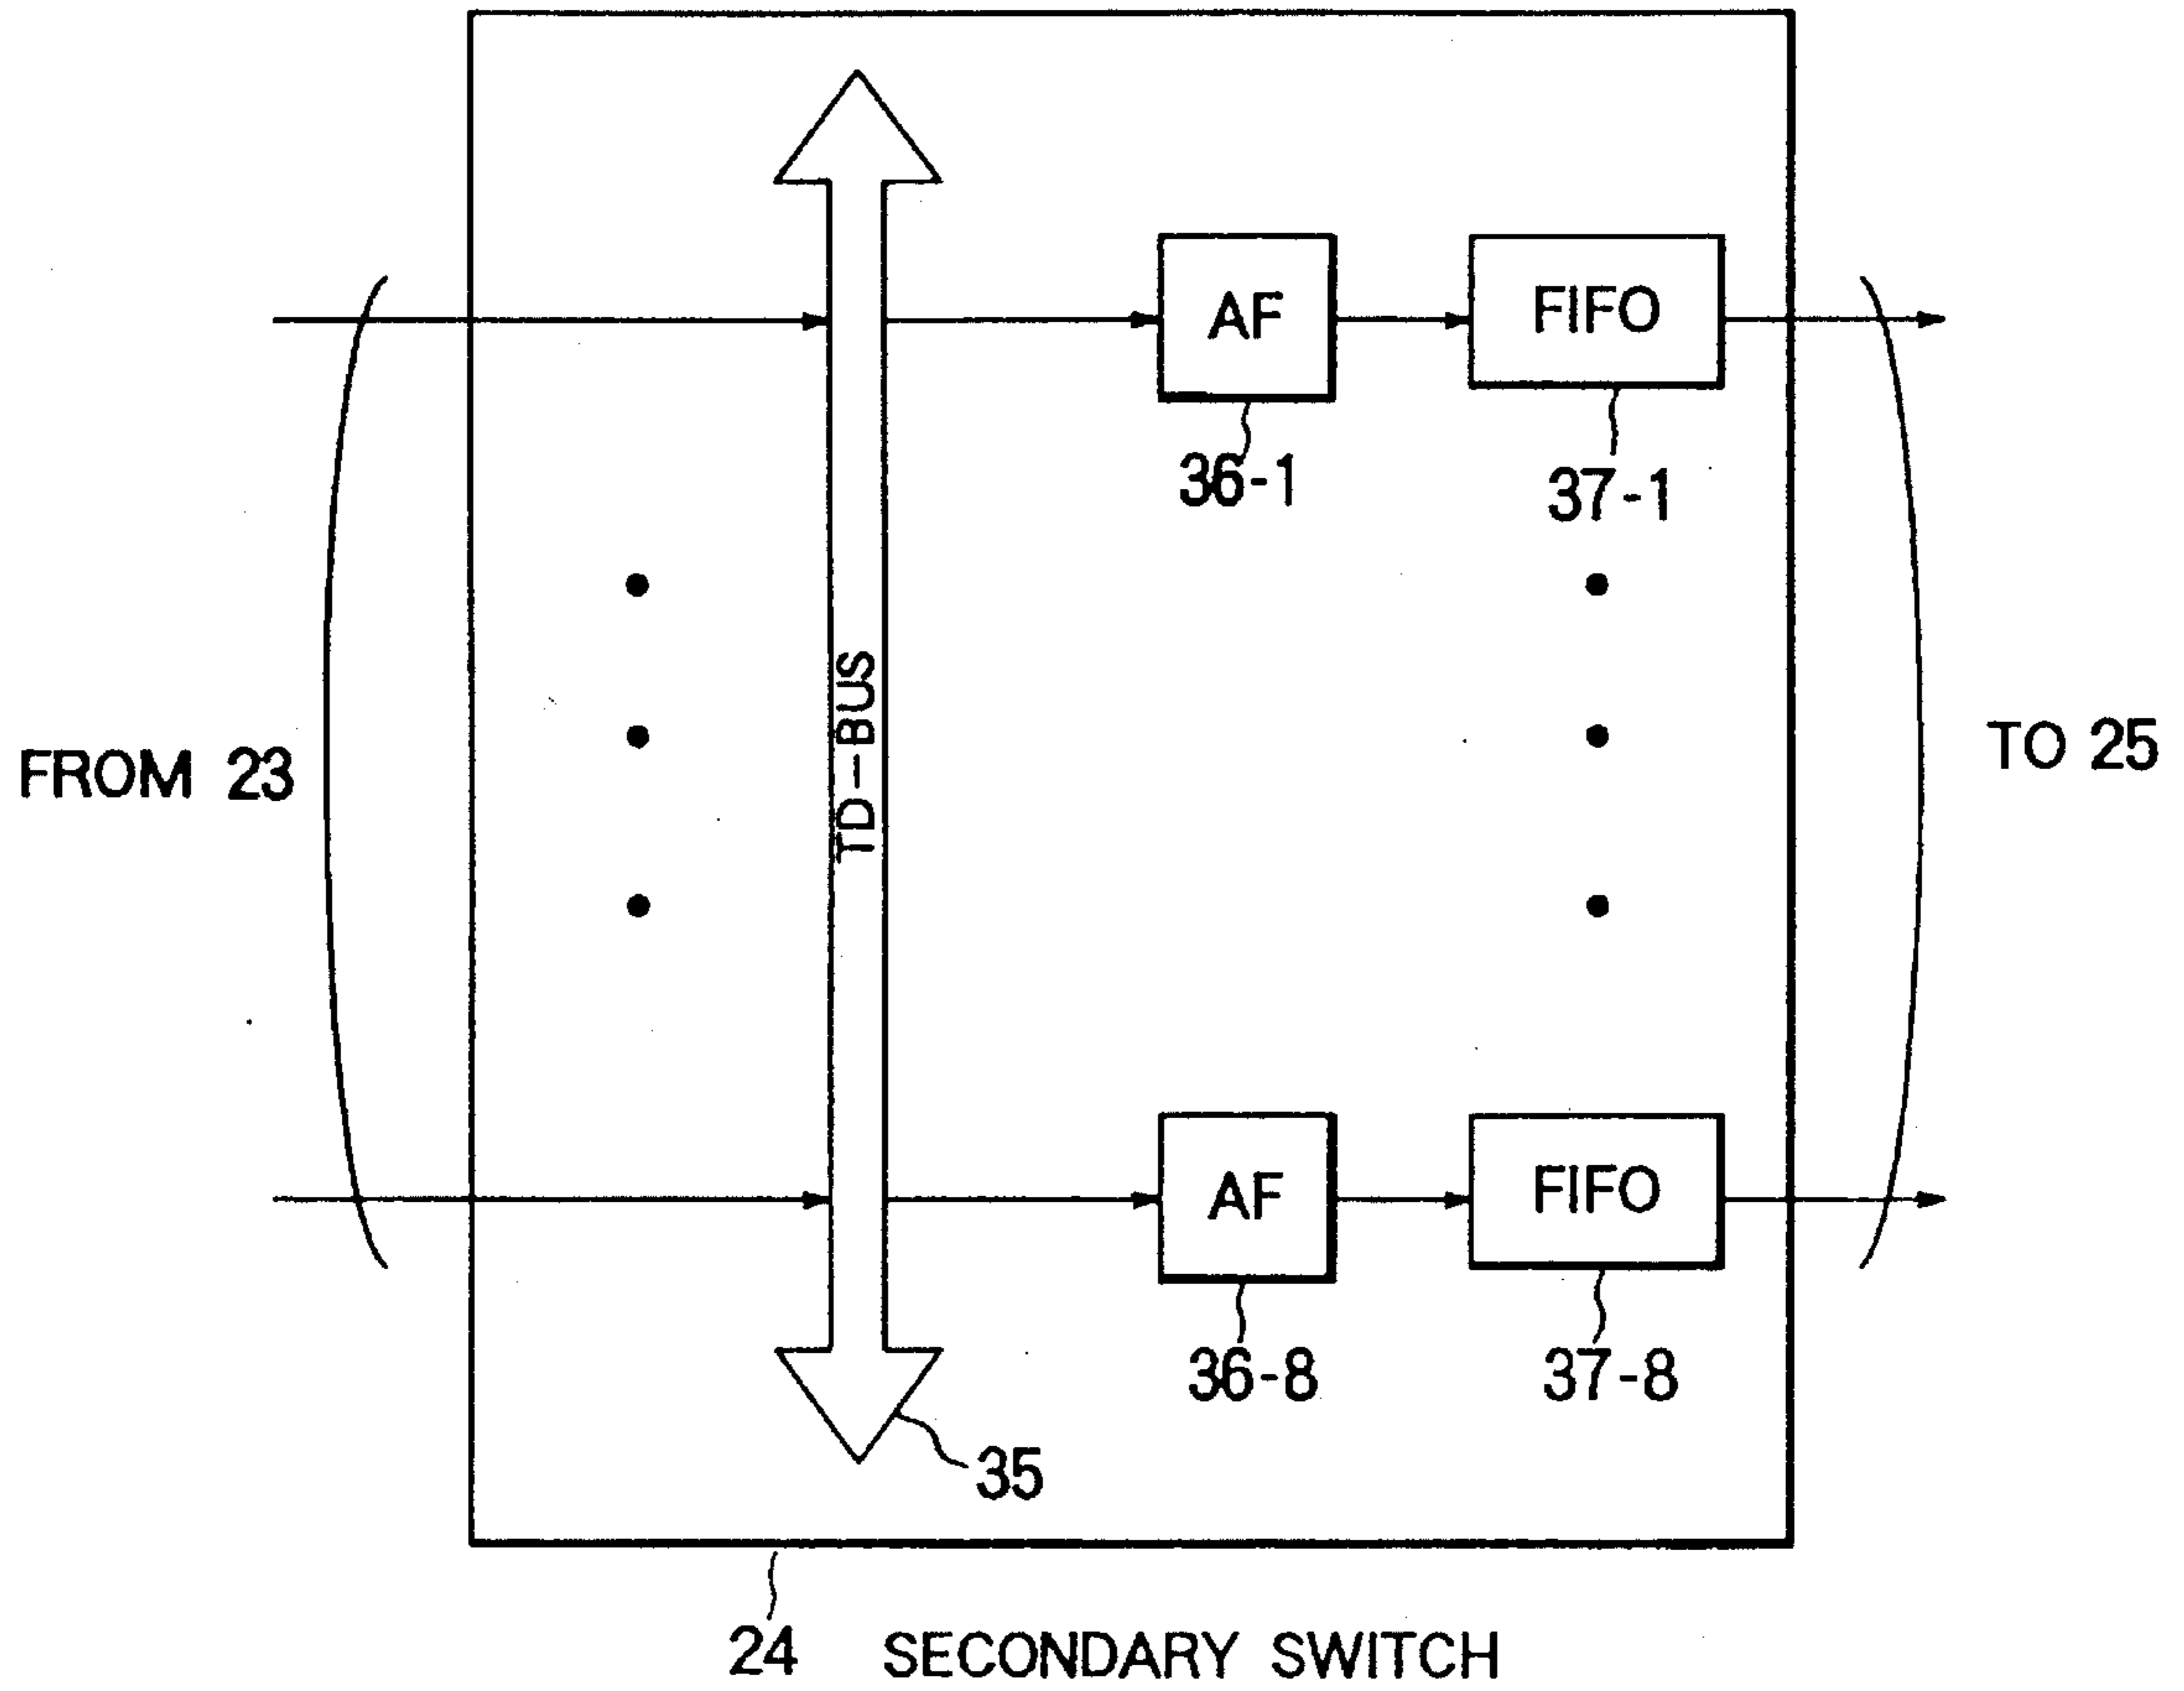 AF
FIFO
36-1
37-1
TD-BUS
FROM 23
TO 25
AF
FIFO
36-8
37-8
35
24
SECONDARY SWITCH